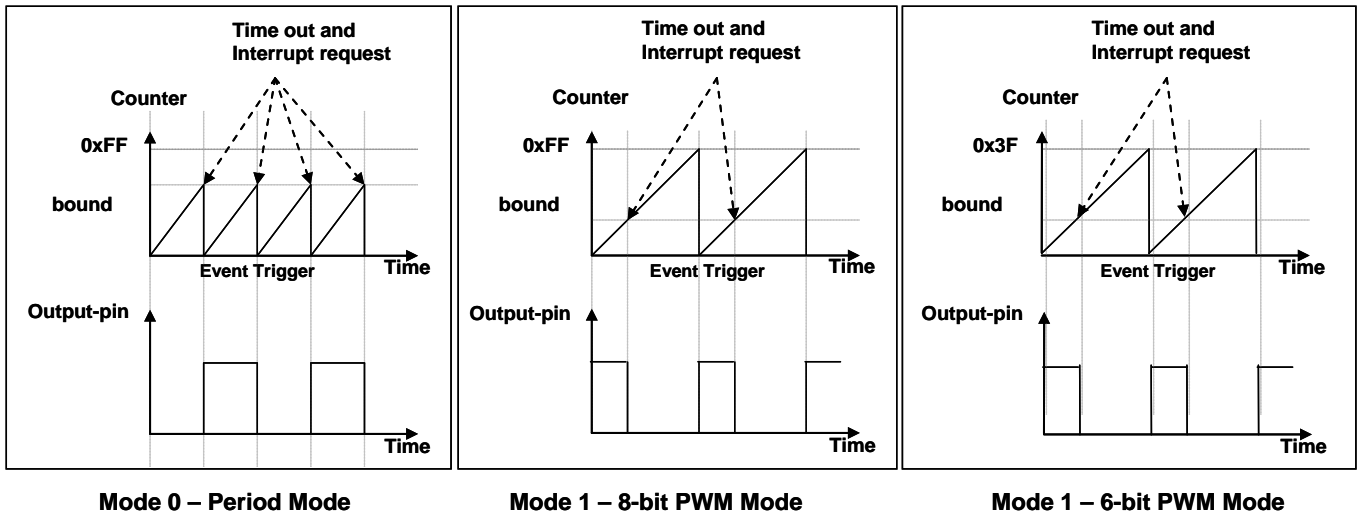 Time out and
Interrupt request
Counter
0xFF
bound
Event Trigger
Time
Output-pin
Time
Mode 0 – Period Mode
Time out and
Interrupt request
Counter
0xFF
bound
Event Trigger
Time
Output-pin
Time
Mode 1 – 8-bit PWM Mode
Time out and
Interrupt request
Counter
0x3F
bound
Event Trigger
Time
Output-pin
Time
Mode 1 – 6-bit PWM Mode